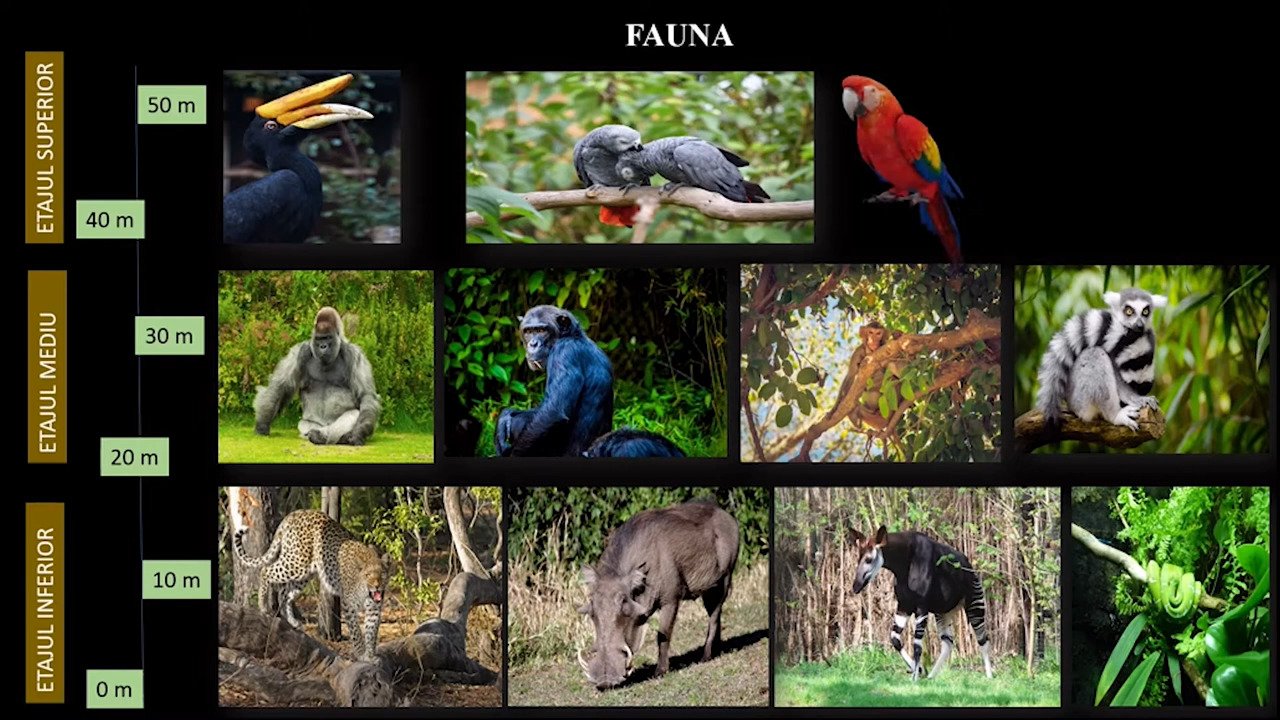 FAUNA
ETAJUL SUPERIOR
50 m
40 m
ETAJUL MEDIU
30 m
20 m
ETAJUL INFERIOR
10 m
0 m